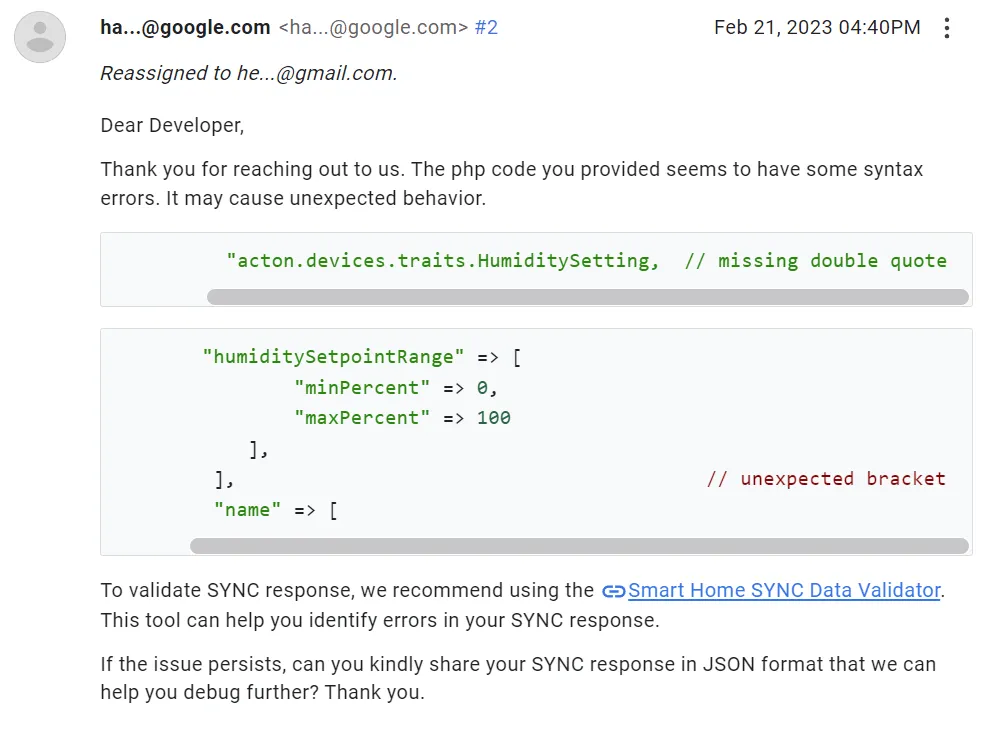 ha...@google.com <ha...@google.com> #2 Feb 21, 2023 04:40PM
Reassigned to he...@gmail.com.
Dear Developer,
Thank you for reaching out to us. The php code you provided seems to have some syntax
errors. It may cause unexpected behavior.
"acton.devices.traits.HumiditySetting, // missing double quote
"humiditySetpointRange" => [
"minPercent" => 0,
"maxPercent" => 100
],
], // unexpected bracket
"name" => [
To validate SYNC response, we recommend using the Smart Home SYNC Data Validator.
This tool can help you identify errors in your SYNC response.
If the issue persists, can you kindly share your SYNC response in JSON format that we can
help you debug further? Thank you.